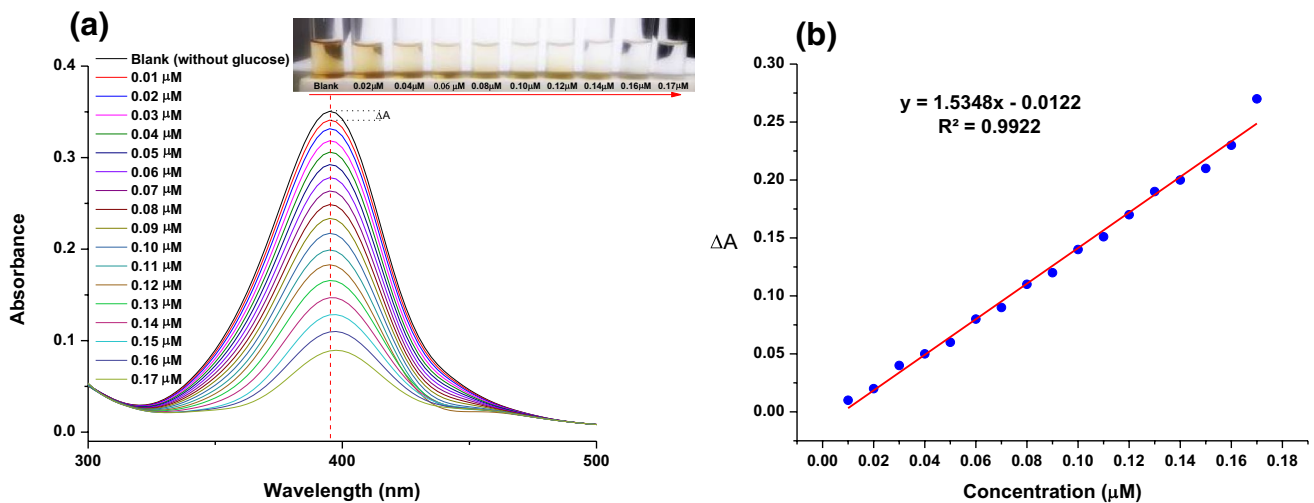 (a)
Blank (without glucose)
0.01 μM
0.02 μM
0.03 μM
0.04 μM
0.05 μM
0.06 μM
0.07 μM
0.08 μM
0.09 μM
0.10 μM
0.11 μM
0.12 μM
0.13 μM
0.14 μM
0.15 μM
0.16 μM
0.17 μM
Blank 0.02μM 0.04μM 0.06 μM 0.08μM 0.10μM 0.12μM 0.14μM 0.16μM 0.17μM
ΔA
0.4
0.3
0.2
0.1
0.0
Absorbance
300 400 500
Wavelength (nm)
(b)
y = 1.5348x - 0.0122
R² = 0.9922
0.30
0.25
0.20
0.15
0.10
0.05
0.00
ΔA
0.00 0.02 0.04 0.06 0.08 0.10 0.12 0.14 0.16 0.18
Concentration (μM)